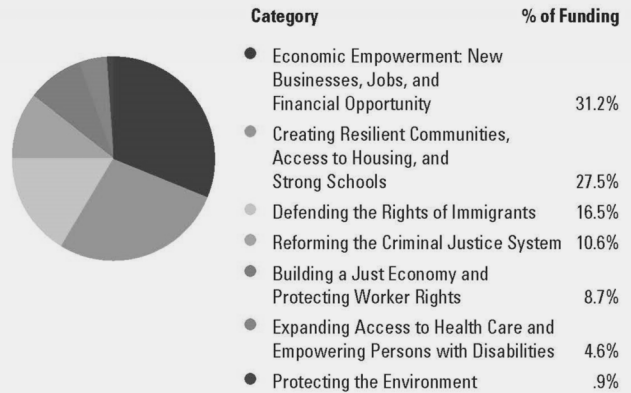 Category % of Funding
Economic Empowerment: New
Businesses, Jobs, and
Financial Opportunity 31.2%
Creating Resilient Communities,
Access to Housing, and
Strong Schools 27.5%
Defending the Rights of Immigrants 16.5%
Reforming the Criminal Justice System 10.6%
Building a Just Economy and
Protecting Worker Rights 8.7%
Expanding Access to Health Care and
Empowering Persons with Disabilities 4.6%
Protecting the Environment .9%